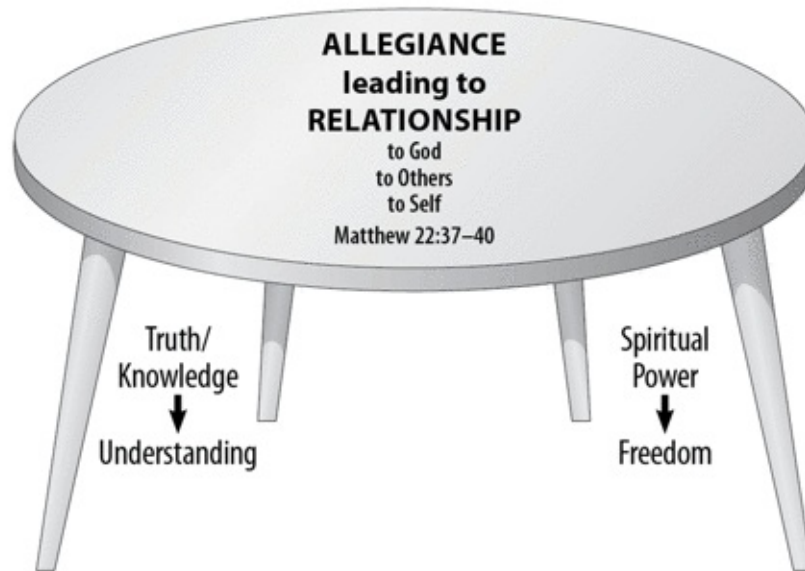 ALLEGIANCE
leading to
RELATIONSHIP
to God
to Others
to Self
Matthew 22:37–40
Truth/
Knowledge
Understanding
Spiritual
Power
Freedom